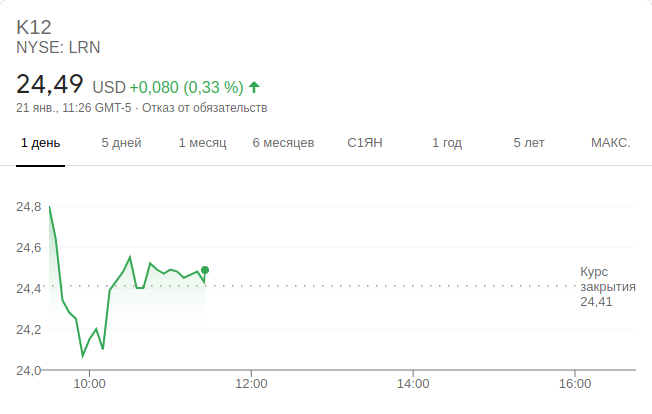 K12
NYSE: LRN
24,49 USD +0,080 (0,33 %)
21 янв., 11:26 GMT-5 · Отказ от обязательств
1 день 5 дней 1 месяц 6 месяцев С1ЯН 1 год 5 лет МАКС.
24,8
24,6
24,4
24,2
24,0
Курс
закрытия
24,41
10:00 12:00 14:00 16:00